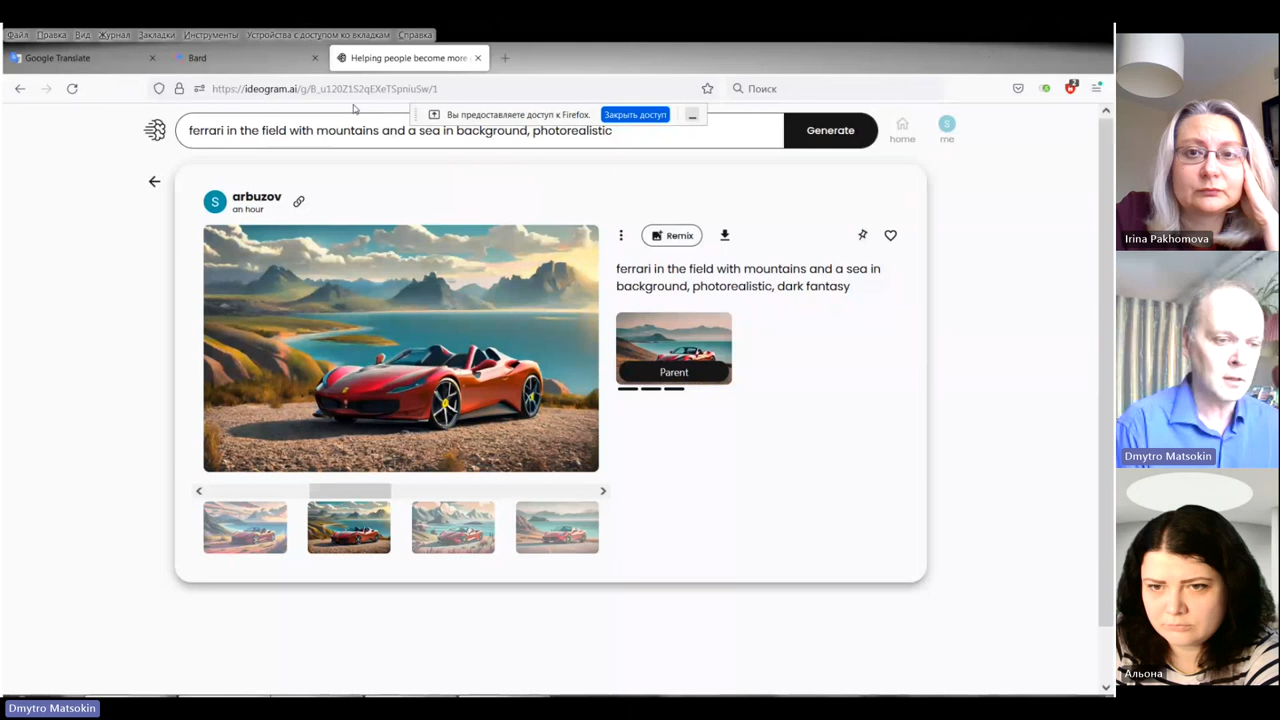 Файл Правка Вид Журнал Закладки Инструменты Устройства с доступом ко вкладкам Справка
Google Translate
Bard
Helping people become more
https://ideogram.ai/g/B_u120Z1S2qEXeTSpniuSw/1
Поиск
2
Вы предоставляете доступ к Firefox. Закрыть доступ
ferrari in the field with mountains and a sea in background, photorealistic
Generate
home
me
S
arbuzov
an hour
Remix
ferrari in the field with mountains and a sea in
background, photorealistic, dark fantasy
Parent
Irina Pakhomova
Dmytro Matsokin
Альона
Dmytro Matsokin